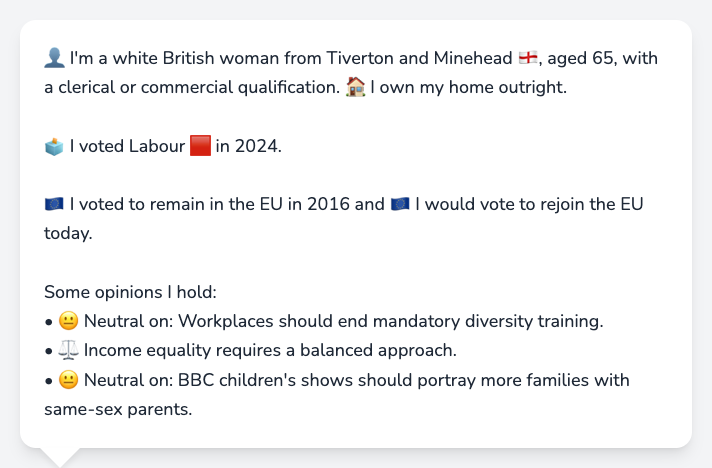 👤 I'm a white British woman from Tiverton and Minehead 🏴󠁧󠁢󠁥󠁮󠁧󠁿, aged 65, with
a clerical or commercial qualification. 🏠 I own my home outright.
🗳️ I voted Labour 🟥 in 2024.
🇪🇺 I voted to remain in the EU in 2016 and 🇪🇺 I would vote to rejoin the EU
today.
Some opinions I hold:
• 😐 Neutral on: Workplaces should end mandatory diversity training.
• ⚖️ Income equality requires a balanced approach.
• 😐 Neutral on: BBC children's shows should portray more families with
same-sex parents.